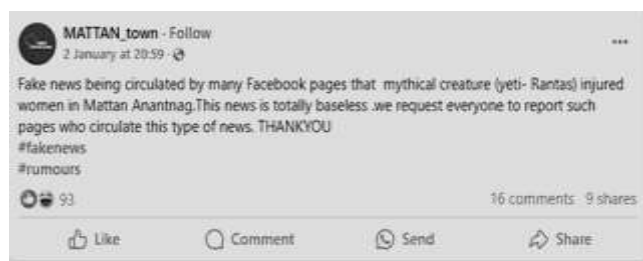 MATTAN_town · Follow
2 January at 20:59 ·
Fake news being circulated by many Facebook pages that mythical creature (yeti- Rantas) injured
women in Mattan Anantnag.This news is totally baseless .we request everyone to report such
pages who circulate this type of news. THANKYOU
#fakenews
#rumours
93 16 comments 9 shares
Like Comment Send Share